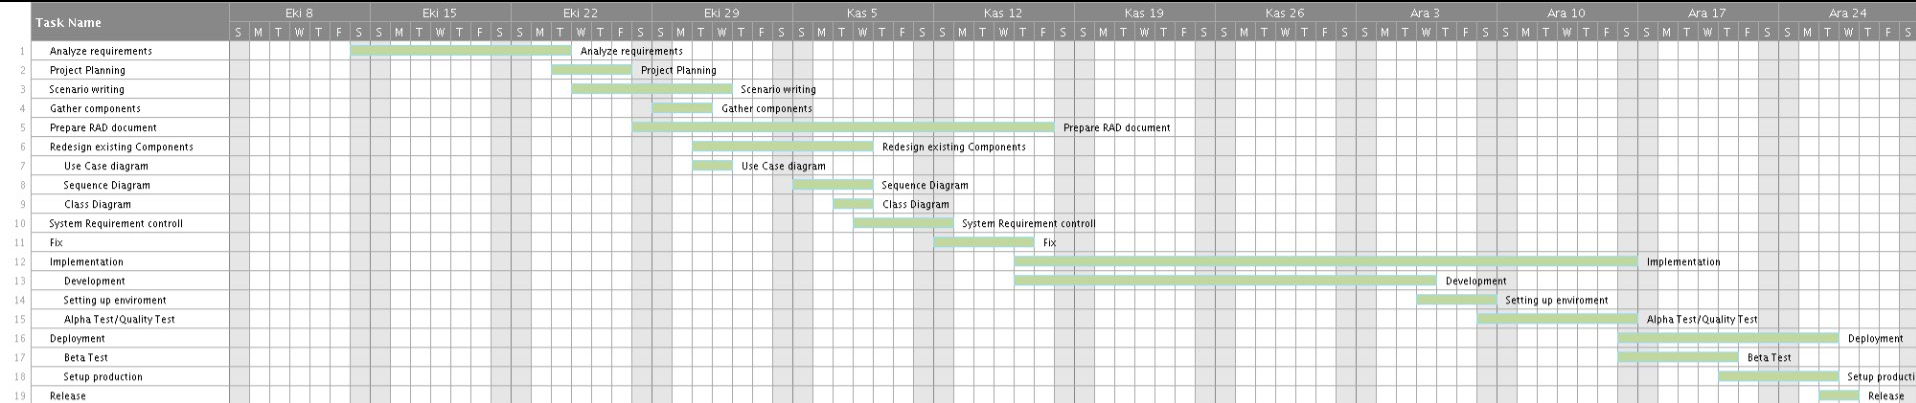 Task Name
Eki 8 Eki 15 Eki 22 Eki 29 Kas 5 Kas 12 Kas 19 Kas 26 Ara 3 Ara 10 Ara 17 Ara 24
S M T W T F S S M T W T F S S M T W T F S S M T W T F S S M T W T F S S M T W T F S S M T W T F S S M T W T F S S M T W T F S S M T W T F S S M T W T F S S M T W T F S
1 Analyze requirements Analyze requirements
2 Project Planning Project Planning
3 Scenario writing Scenario writing
4 Gather components Gather components
5 Prepare RAD document Prepare RAD document
6 Redesign existing Components Redesign existing Components
7 Use Case diagram Use Case diagram
8 Sequence Diagram Sequence Diagram
9 Class Diagram Class Diagram
10 System Requirement controll System Requirement controll
11 Fix Fix
12 Implementation Implementation
13 Development Development
14 Setting up enviroment Setting up enviroment
15 Alpha Test/Quality Test Alpha Test/Quality Test
16 Deployment Deployment
17 Beta Test Beta Test
18 Setup production Setup producti
19 Release Release